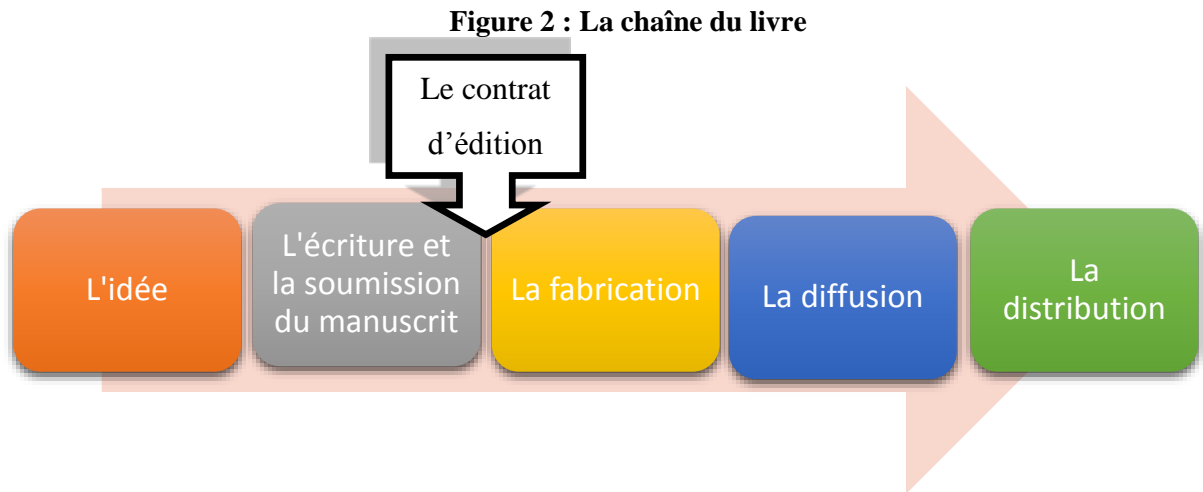 Figure 2 : La chaîne du livre
Le contrat
d’édition
L'idée
L'écriture et
la soumission
du manuscrit
La fabrication
La diffusion
La
distribution